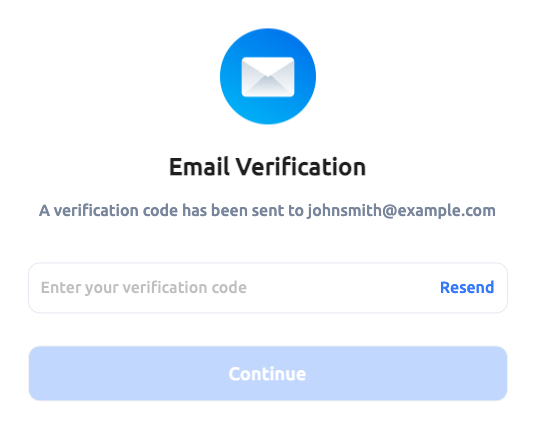 Email Verification
A verification code has been sent to johnsmith@example.com
Enter your verification code Resend
Continue